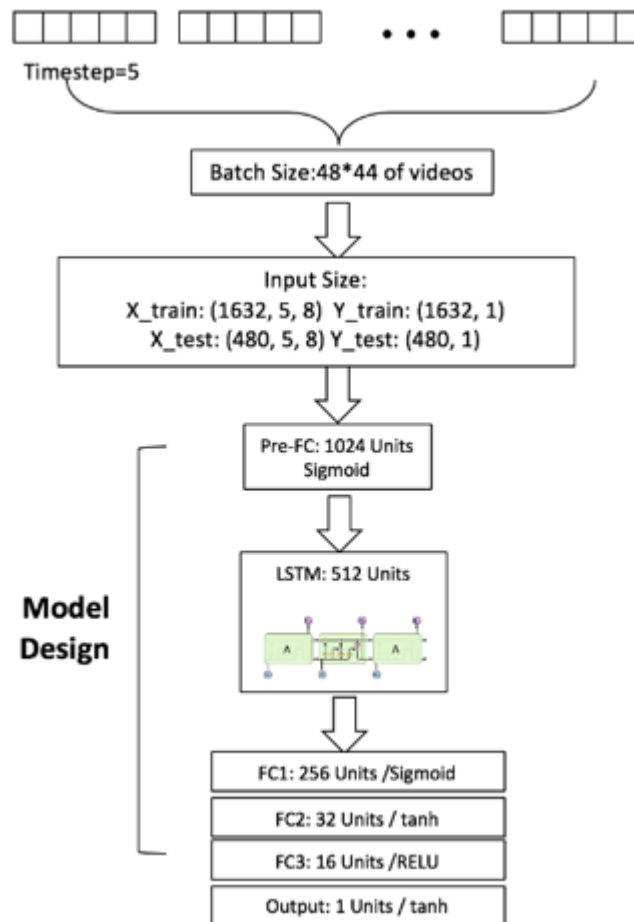 Timestep=5
Batch Size:48*44 of videos
Input Size:
X_train: (1632, 5, 8) Y_train: (1632, 1)
X_test: (480, 5, 8) Y_test: (480, 1)
Pre-FC: 1024 Units
Sigmoid
LSTM: 512 Units
A A
Model
Design
FC1: 256 Units /Sigmoid
FC2: 32 Units / tanh
FC3: 16 Units /RELU
Output: 1 Units / tanh